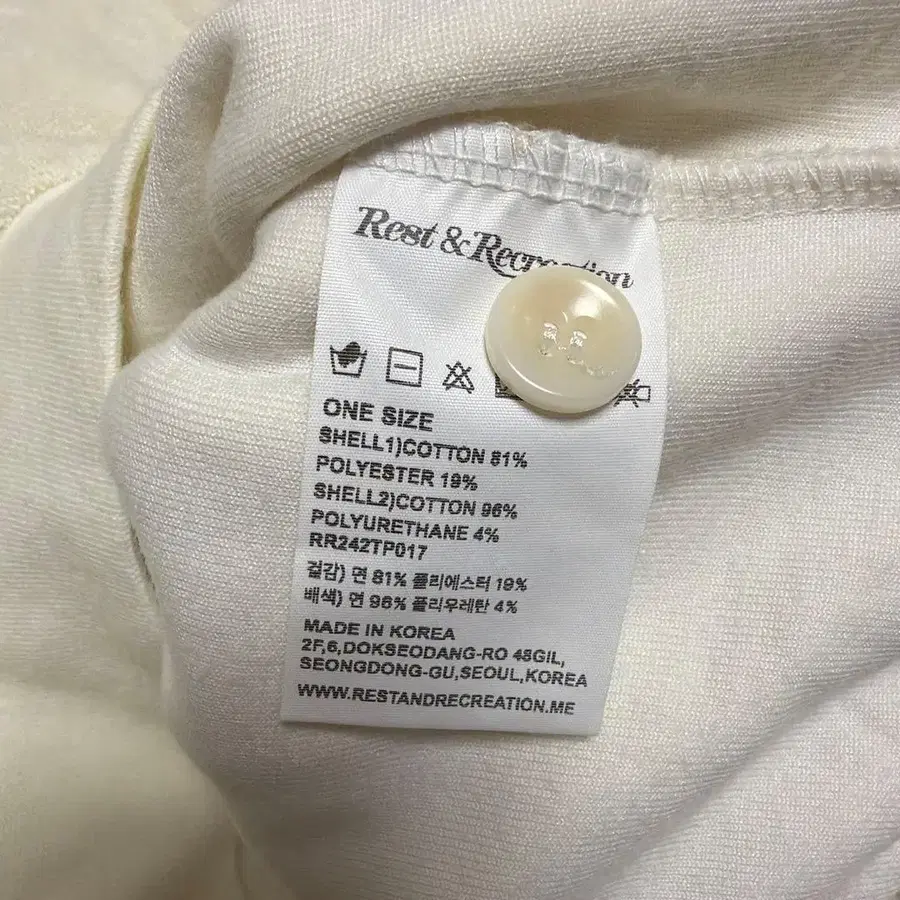 Rest & Recreation
ONE SIZE
SHELL1)COTTON 81%
POLYESTER 19%
SHELL2)COTTON 96%
POLYURETHANE 4%
RR242TP017
겉감) 면 81% 폴리에스터 19%
배색) 면 96% 폴리우레탄 4%
MADE IN KOREA
2F,6,DOKSEODANG-RO 48GIL,
SEONGDONG-GU,SEOUL,KOREA
WWW.RESTANDRECREATION.ME